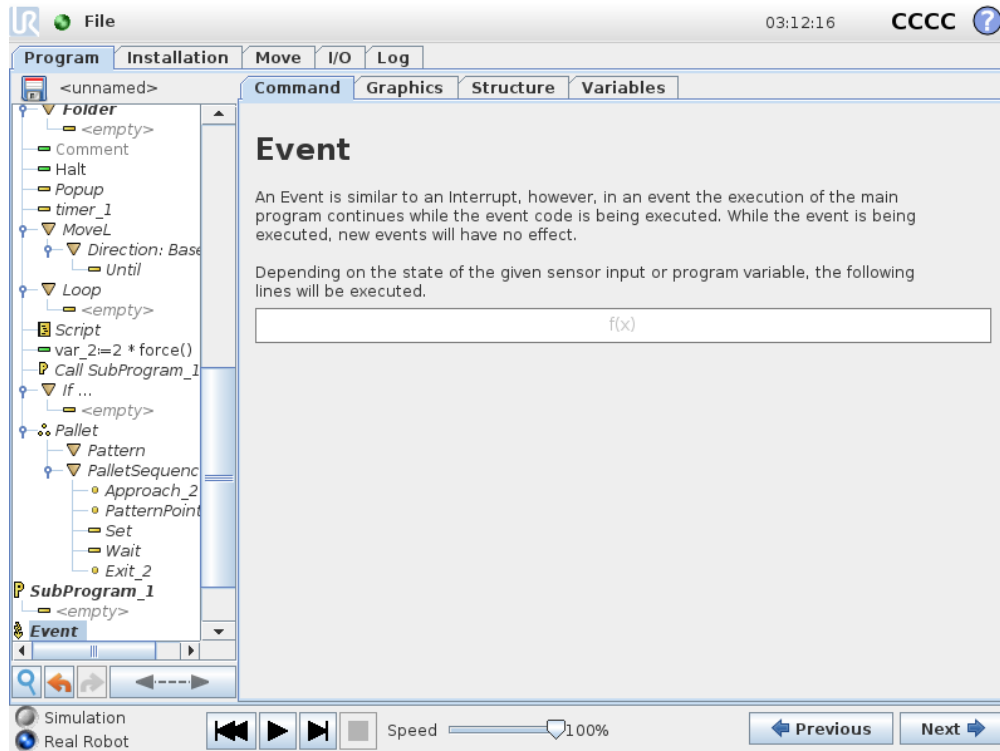 UR File 03:12:16 CCCC ?
Program Installation Move I/O Log
<unnamed>
Command Graphics Structure Variables
Folder
<empty>
Comment
Halt
Popup
timer_1
MoveL
Direction: Base
Until
Loop
<empty>
Script
var_2:=2 * force()
Call SubProgram_1
If ...
<empty>
Pallet
Pattern
PalletSequenc
Approach_2
PatternPoint
Set
Wait
Exit_2
P SubProgram_1
<empty>
Event
Event
An Event is similar to an Interrupt, however, in an event the execution of the main
program continues while the event code is being executed. While the event is being
executed, new events will have no effect.
Depending on the state of the given sensor input or program variable, the following
lines will be executed.
f(x)
Simulation
Real Robot
Speed 100%
Previous Next